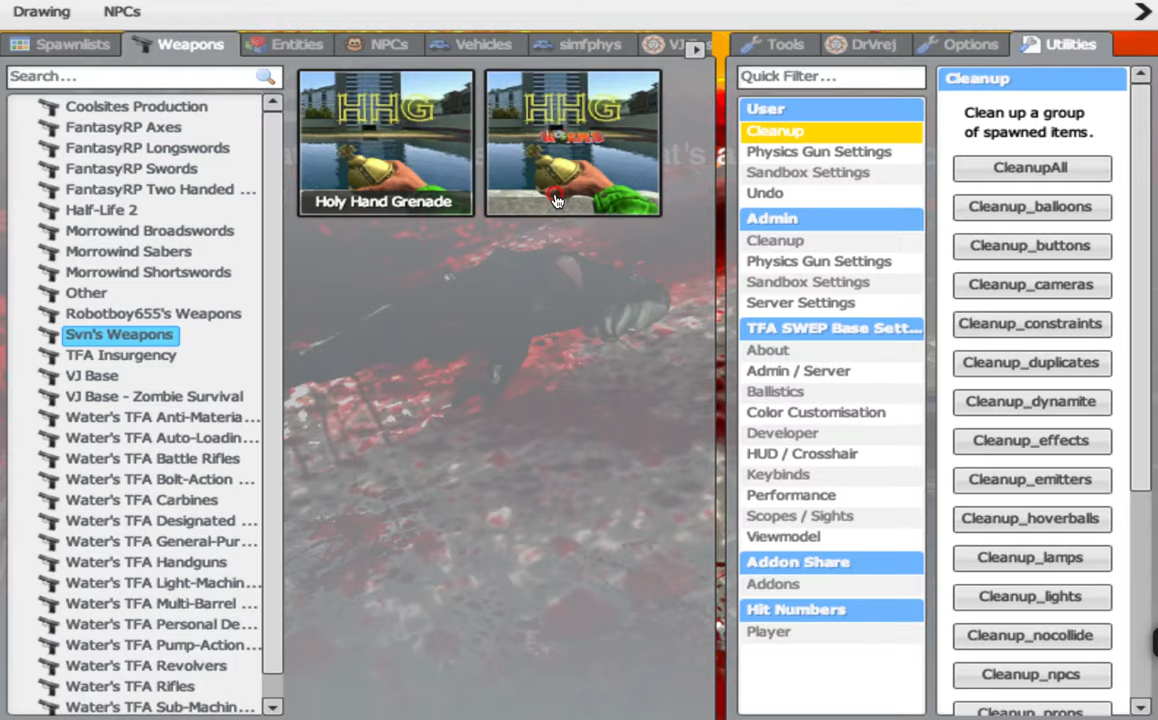 Drawing NPCs
Spawnlists Weapons Entities NPCs Vehicles simfphys
Search...
Coolsites Production
FantasyRP Axes
FantasyRP Longswords
FantasyRP Swords
FantasyRP Two Handed ...
Half-Life 2
Morrowind Broadswords
Morrowind Sabers
Morrowind Shortswords
Other
Robotboy655's Weapons
Svn's Weapons
TFA Insurgency
VJ Base
VJ Base - Zombie Survival
Water's TFA Anti-Materia...
Water's TFA Auto-Loadin...
Water's TFA Battle Rifles
Water's TFA Bolt-Action ...
Water's TFA Carbines
Water's TFA Designated ...
Water's TFA General-Pur...
Water's TFA Handguns
Water's TFA Light-Machin...
Water's TFA Multi-Barrel ...
Water's TFA Personal De...
Water's TFA Pump-Action...
Water's TFA Revolvers
Water's TFA Rifles
Water's TFA Sub-Machin...
HHG
Holy Hand Grenade
HHG
WORMS
Tools DrVrej Options Utilities
Quick Filter...
User
Cleanup
Physics Gun Settings
Sandbox Settings
Undo
Admin
Cleanup
Physics Gun Settings
Sandbox Settings
Server Settings
TFA SWEP Base Sett...
About
Admin / Server
Ballistics
Color Customisation
Developer
HUD / Crosshair
Keybinds
Performance
Scopes / Sights
Viewmodel
Addon Share
Addons
Hit Numbers
Player
Cleanup
Clean up a group
of spawned items.
CleanupAll
Cleanup_balloons
Cleanup_buttons
Cleanup_cameras
Cleanup_constraints
Cleanup_duplicates
Cleanup_dynamite
Cleanup_effects
Cleanup_emitters
Cleanup_hoverballs
Cleanup_lamps
Cleanup_lights
Cleanup_nocollide
Cleanup_npcs
Cleanup_props